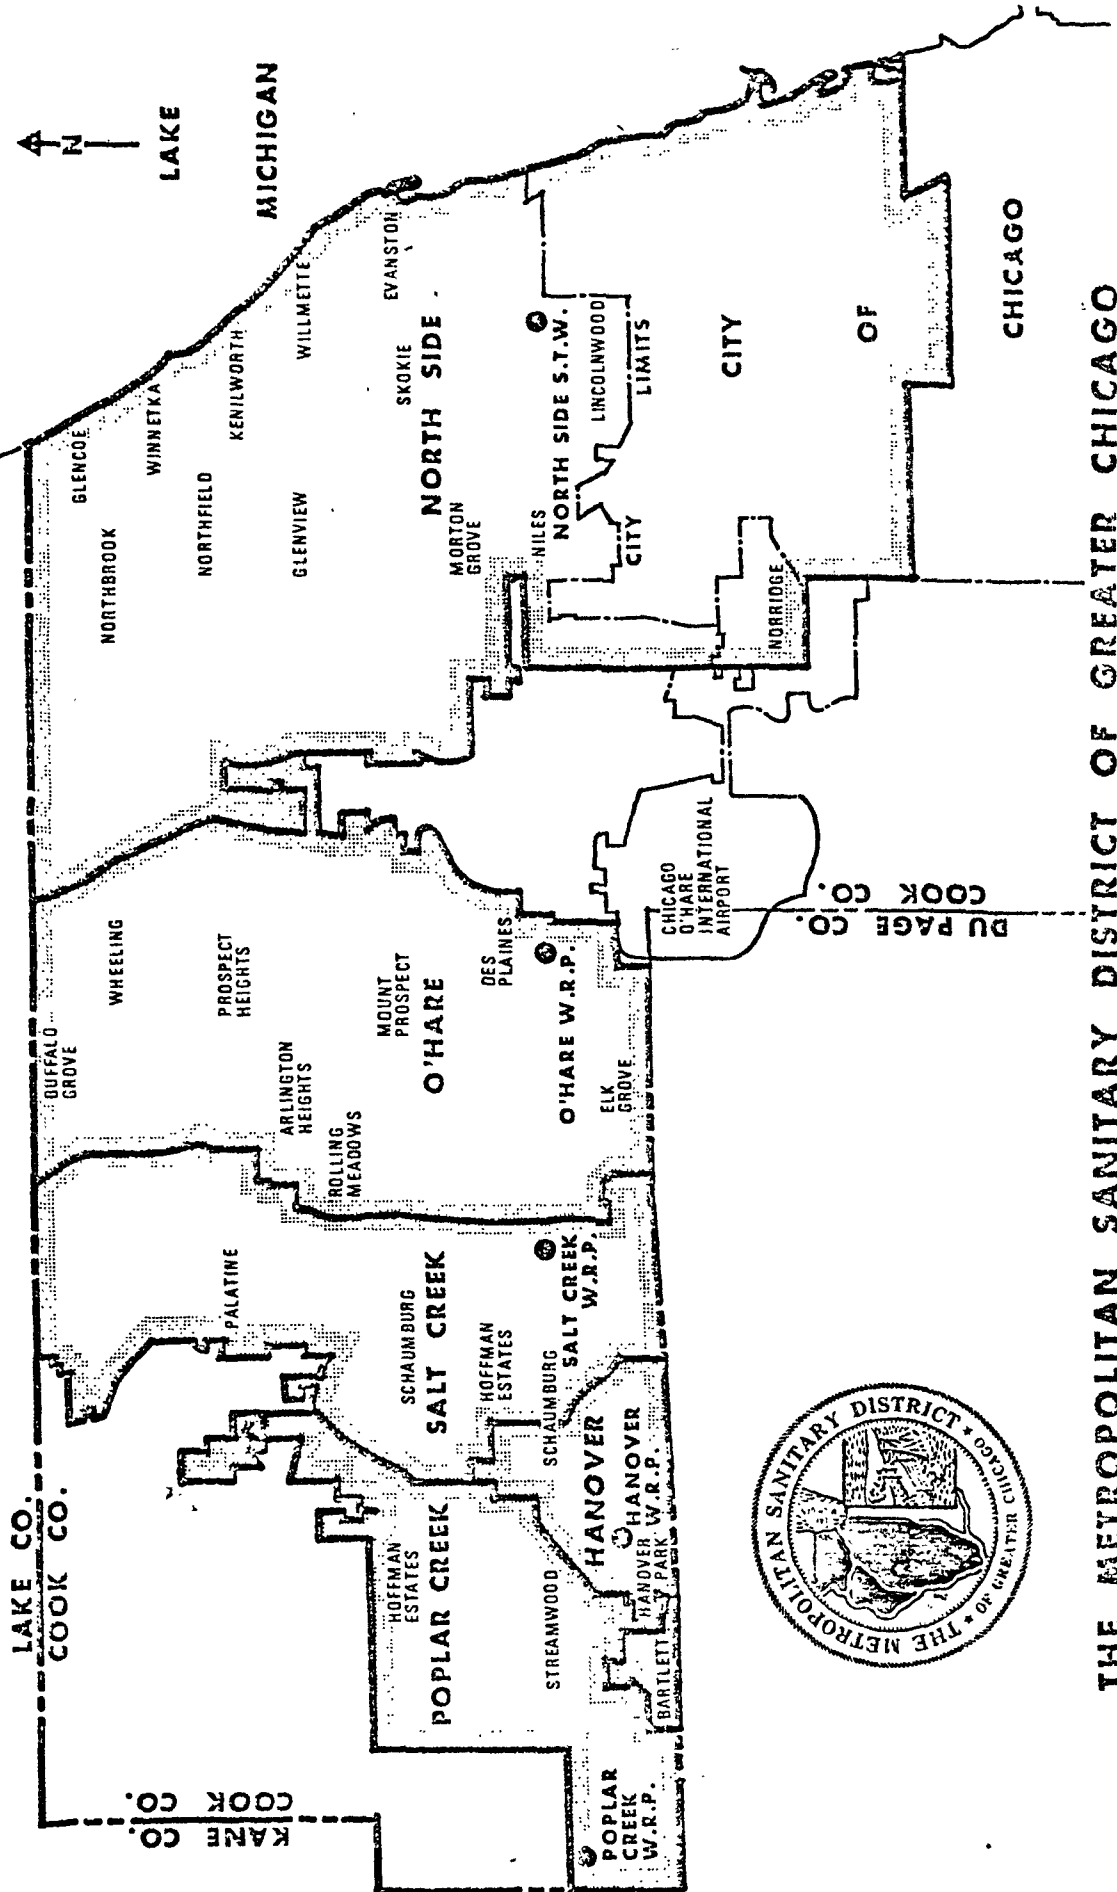 LAKE CO.
COOK CO.
KANE CO.
COOK CO.
N
LAKE
MICHIGAN
BUFFALO
GROVE
WHEELING
NORTHBROOK
GLENCOE
WINNETKA
NORTHFIELD
KENILWORTH
PALATINE
PROSPECT
HEIGHTS
ARLINGTON
HEIGHTS
ROLLING
MEADOWS
GLENVIEW
WILLMETTE
HOFFMAN
ESTATES
SCHAUMBURG
MOUNT
PROSPECT
SKOKIE
EVANSTON
POPLAR CREEK
SALT CREEK
O'HARE
NORTH SIDE
MORTON
GROVE
HOFFMAN
ESTATES
DES
PLAINES
NILES
STREAMWOOD
SCHAUMBURG
SALT CREEK
W.R.P.
O'HARE W.R.P.
NORTH SIDE S.T.W.
HANOVER
LINCOLNWOOD
POPLAR
CREEK
W.R.P.
BARTLETT
HANOVER
PARK
HANOVER
W.R.P.
ELK
GROVE
CITY
LIMITS
CHICAGO
O'HARE
INTERNATIONAL
AIRPORT
NORRIDGE
CITY
OF
CHICAGO
DU PAGE CO.
COOK CO.
THE METROPOLITAN SANITARY DISTRICT
OF GREATER CHICAGO
THE METROPOLITAN SANITARY DISTRICT OF GREATER CHICAGO